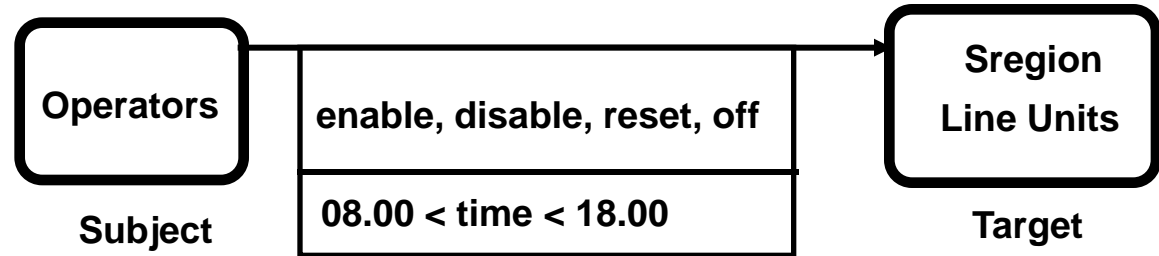 Operators
Subject
enable, disable, reset, off
08.00 < time < 18.00
Sregion
Line Units
Target